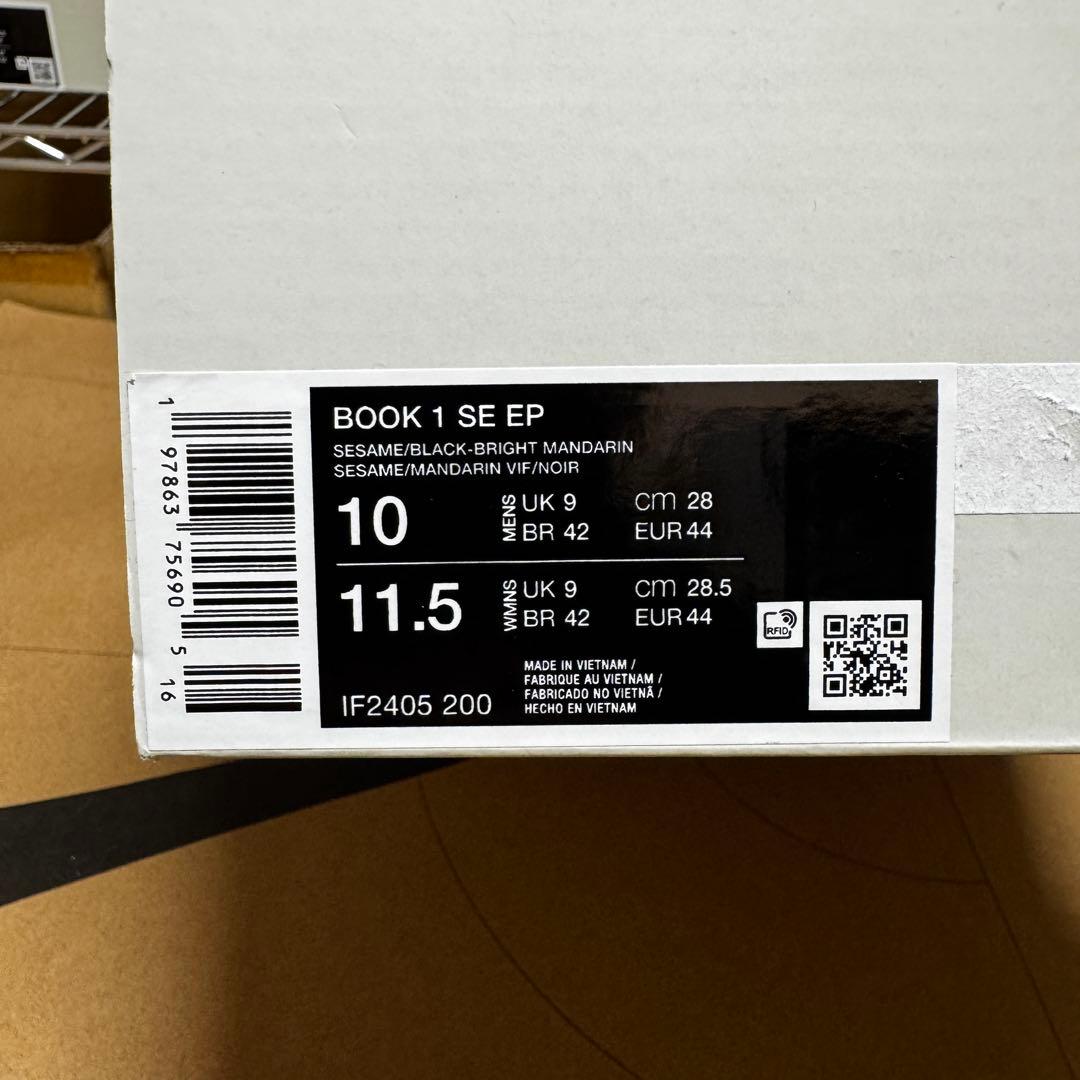 BOOK 1 SE EP
SESAME/BLACK-BRIGHT MANDARIN
SESAME/MANDARIN VIF/NOIR
10 MENS UK 9 cm 28
BR 42 EUR 44
11.5 WMNS UK 9 cm 28.5
BR 42 EUR 44
RFID
MADE IN VIETNAM /
FABRIQUE AU VIETNAM /
FABRICADO NO VIETNÃ /
HECHO EN VIETNAM
IF2405 200
1 97863 75690 5 16